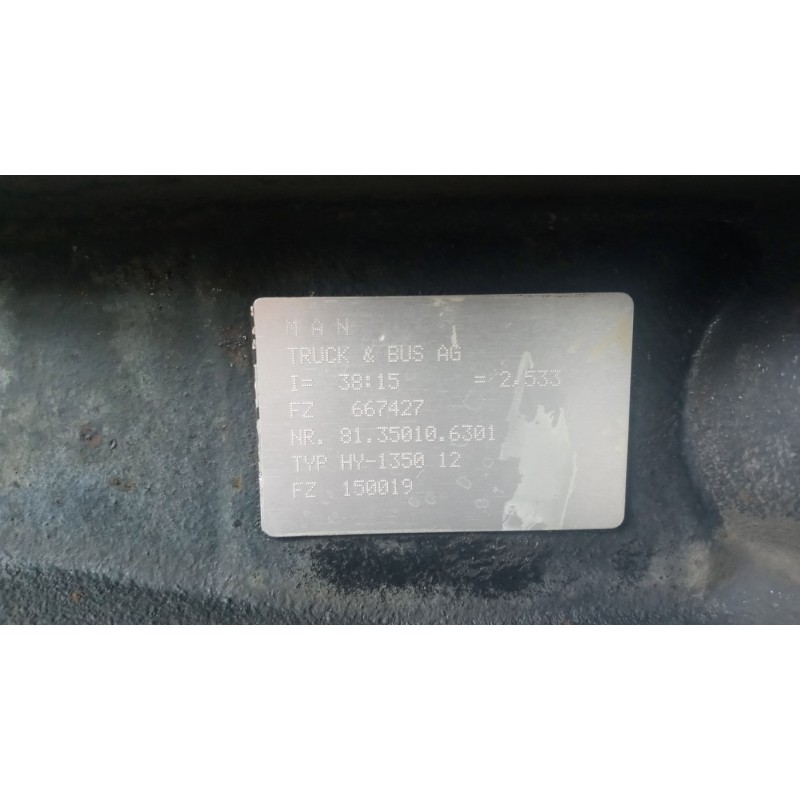 M A N
TRUCK & BUS AG
I= 38:15 = 2,533
FZ 667427
NR. 81.35010.6301
TYP HY-1350 12
FZ 150019